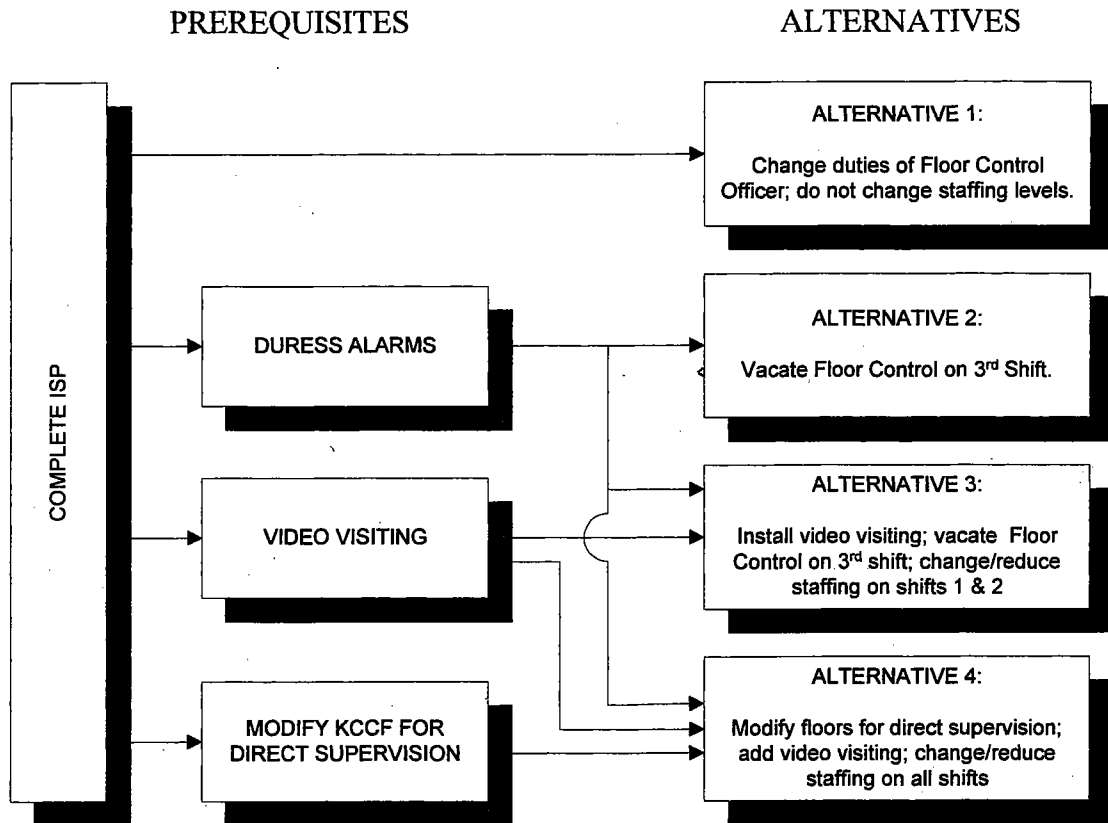 PREREQUISITES
ALTERNATIVES
COMPLETE ISP
DURESS ALARMS
VIDEO VISITING
MODIFY KCCF FOR
DIRECT SUPERVISION
ALTERNATIVE 1:
Change duties of Floor Control
Officer; do not change staffing levels.
ALTERNATIVE 2:
Vacate Floor Control on 3rd Shift.
ALTERNATIVE 3:
Install video visiting; vacate Floor
Control on 3rd shift; change/reduce
staffing on shifts 1 & 2
ALTERNATIVE 4:
Modify floors for direct supervision;
add video visiting; change/reduce
staffing on all shifts